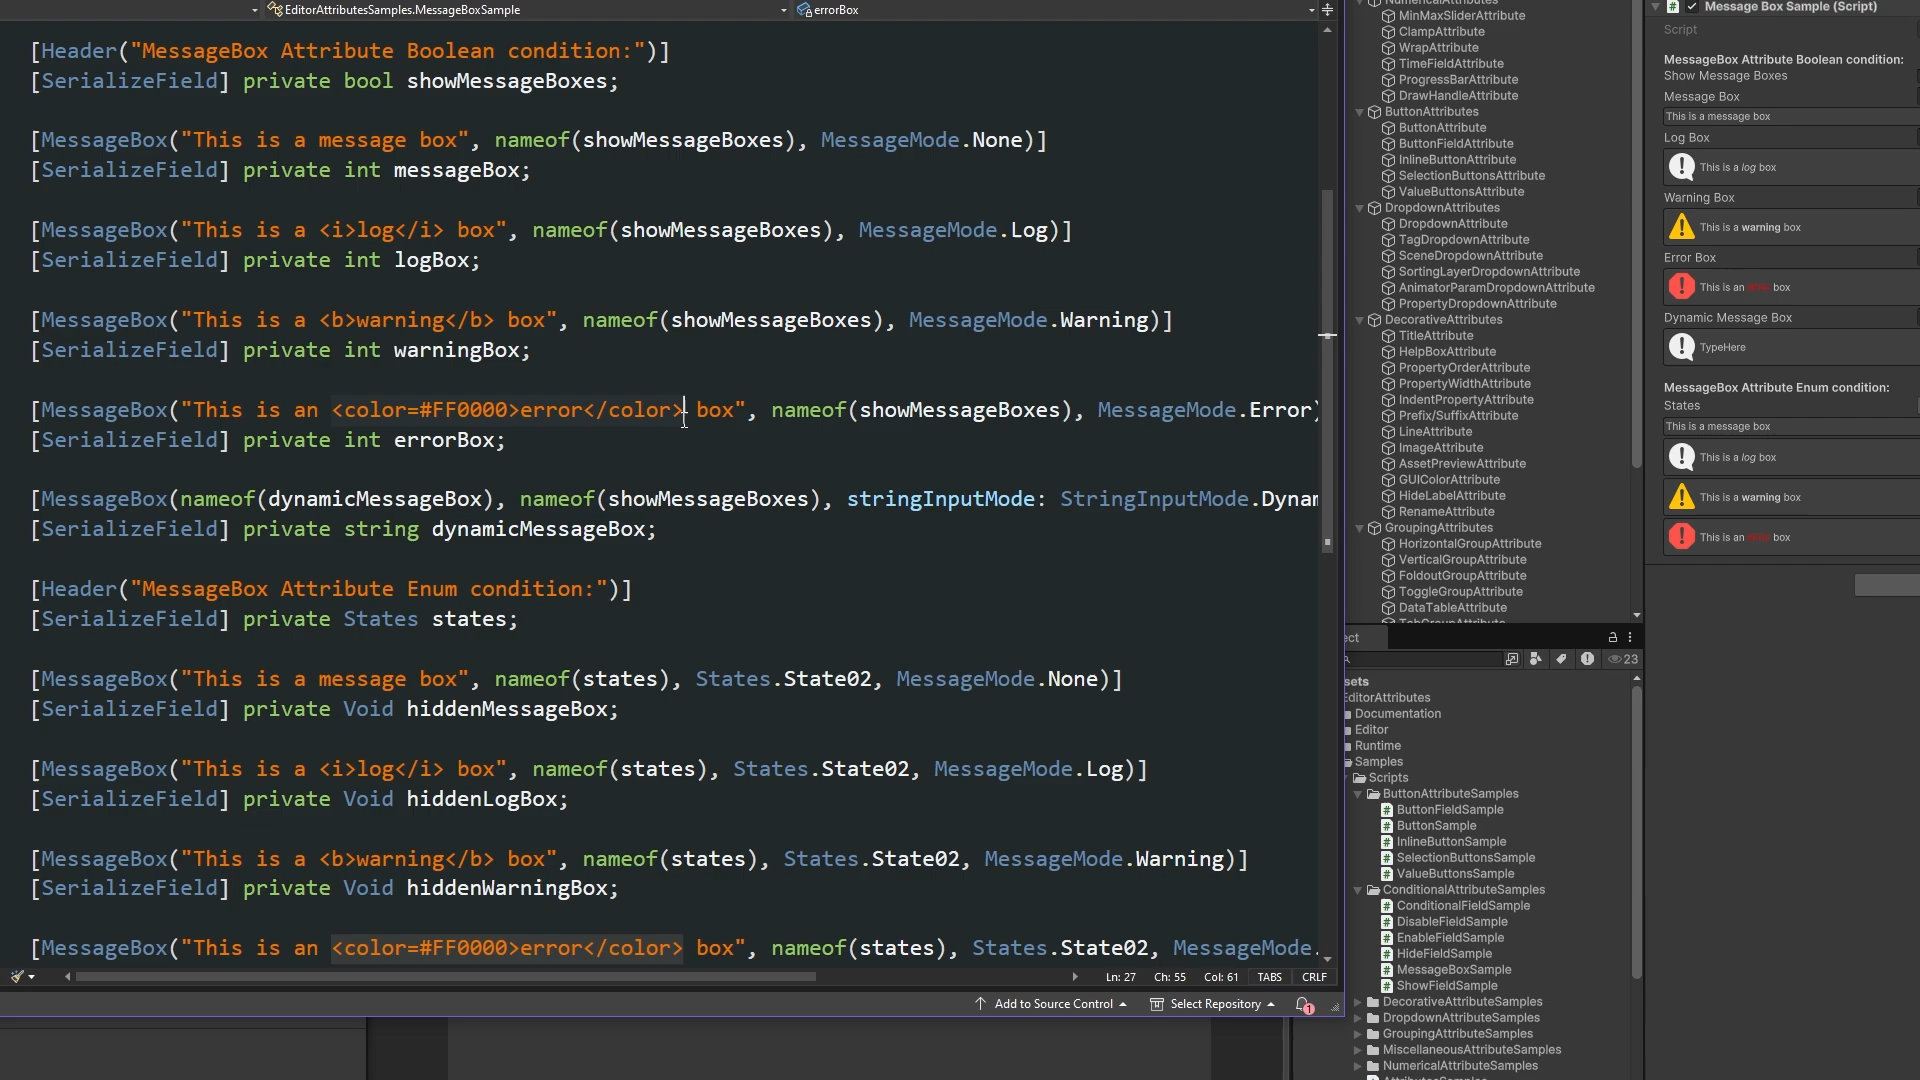 EditorAttributesSamples.MessageBoxSample
errorBox
[Header("MessageBox Attribute Boolean condition:")]
[SerializeField] private bool showMessageBoxes;
[MessageBox("This is a message box", nameof(showMessageBoxes), MessageMode.None)]
[SerializeField] private int messageBox;
[MessageBox("This is a <i>log</i> box", nameof(showMessageBoxes), MessageMode.Log)]
[SerializeField] private int logBox;
[MessageBox("This is a <b>warning</b> box", nameof(showMessageBoxes), MessageMode.Warning)]
[SerializeField] private int warningBox;
[MessageBox("This is an <color=#FF0000>error</color> box", nameof(showMessageBoxes), MessageMode.Error)
[SerializeField] private int errorBox;
[MessageBox(nameof(dynamicMessageBox), nameof(showMessageBoxes), stringInputMode: StringInputMode.Dynam
[SerializeField] private string dynamicMessageBox;
[Header("MessageBox Attribute Enum condition:")]
[SerializeField] private States states;
[MessageBox("This is a message box", nameof(states), States.State02, MessageMode.None)]
[SerializeField] private Void hiddenMessageBox;
[MessageBox("This is a <i>log</i> box", nameof(states), States.State02, MessageMode.Log)]
[SerializeField] private Void hiddenLogBox;
[MessageBox("This is a <b>warning</b> box", nameof(states), States.State02, MessageMode.Warning)]
[SerializeField] private Void hiddenWarningBox;
[MessageBox("This is an <color=#FF0000>error</color> box", nameof(states), States.State02, MessageMode.
Ln: 27 Ch: 55 Col: 61 TABS CRLF
Add to Source Control Select Repository 1
NumericalAttributes
MinMaxSliderAttribute
ClampAttribute
WrapAttribute
TimeFieldAttribute
ProgressBarAttribute
DrawHandleAttribute
ButtonAttributes
ButtonAttribute
ButtonFieldAttribute
InlineButtonAttribute
SelectionButtonsAttribute
ValueButtonsAttribute
DropdownAttributes
DropdownAttribute
TagDropdownAttribute
SceneDropdownAttribute
SortingLayerDropdownAttribute
AnimatorParamDropdownAttribute
PropertyDropdownAttribute
DecorativeAttributes
TitleAttribute
HelpBoxAttribute
PropertyOrderAttribute
PropertyWidthAttribute
IndentPropertyAttribute
Prefix/SuffixAttribute
LineAttribute
ImageAttribute
AssetPreviewAttribute
GUIColorAttribute
HideLabelAttribute
RenameAttribute
GroupingAttributes
HorizontalGroupAttribute
VerticalGroupAttribute
FoldoutGroupAttribute
ToggleGroupAttribute
DataTableAttribute
TabGroupAttribute
ect
23
sets
EditorAttributes
Documentation
Editor
Runtime
Samples
Scripts
ButtonAttributeSamples
ButtonFieldSample
ButtonSample
InlineButtonSample
SelectionButtonsSample
ValueButtonsSample
ConditionalAttributeSamples
ConditionalFieldSample
DisableFieldSample
EnableFieldSample
HideFieldSample
MessageBoxSample
ShowFieldSample
DecorativeAttributeSamples
DropdownAttributeSamples
GroupingAttributeSamples
MiscellaneousAttributeSamples
NumericalAttributeSamples
Message Box Sample (Script)
Script
MessageBox Attribute Boolean condition:
Show Message Boxes
Message Box
This is a message box
Log Box
This is a log box
Warning Box
This is a warning box
Error Box
This is an error box
Dynamic Message Box
TypeHere
MessageBox Attribute Enum condition:
States
This is a message box
This is a log box
This is a warning box
This is an error box